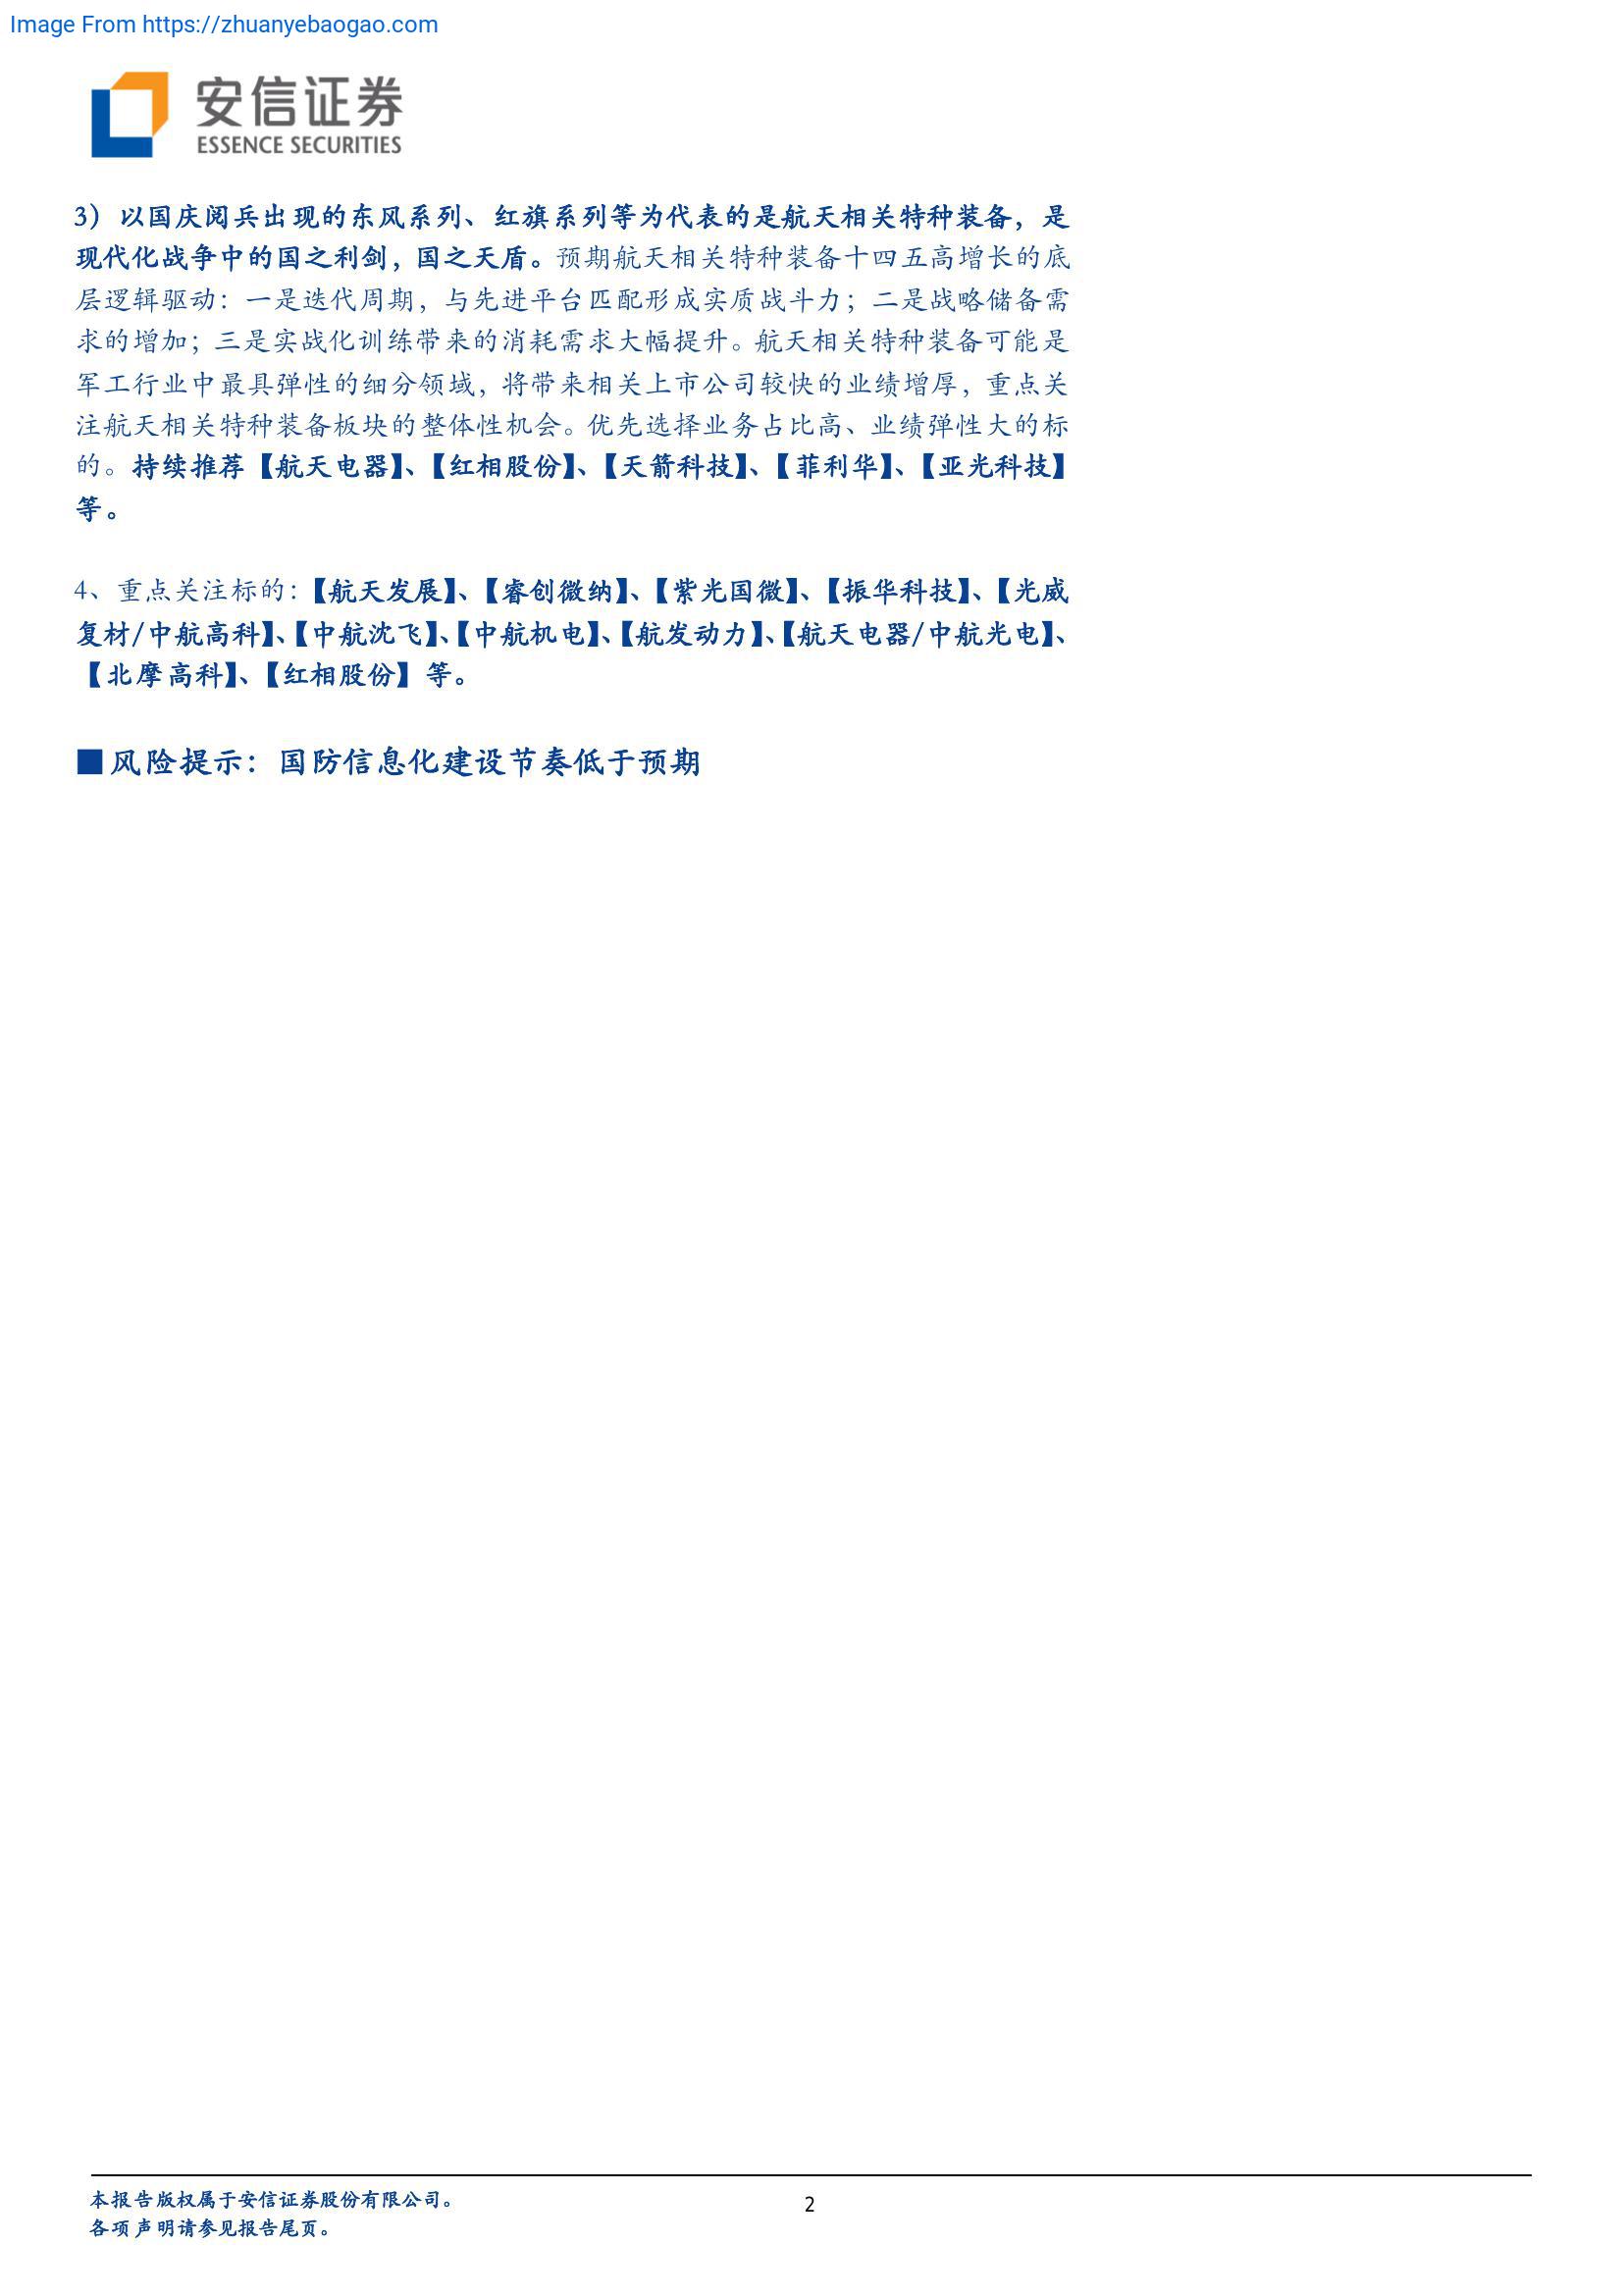 Image From https://zhuanyebaogao.com
安信证券
ESSENCE SECURITIES
3）以国庆阅兵出现的东风系列、红旗系列等为代表的是航天相关特种装备，是
现代化战争中的国之利剑，国之天盾。预期航天相关特种装备十四五高增长的底
层逻辑驱动：一是迭代周期，与先进平台匹配形成实质战斗力；二是战略储备需
求的增加；三是实战化训练带来的消耗需求大幅提升。航天相关特种装备可能是
军工行业中最具弹性的细分领域，将带来相关上市公司较快的业绩增厚，重点关
注航天相关特种装备板块的整体性机会。优先选择业务占比高、业绩弹性大的标
的。持续推荐【航天电器】、【红相股份】、【天箭科技】、【菲利华】、【亚光科技】
等。
4、重点关注标的：【航天发展】、【睿创微纳】、【紫光国微】、【振华科技】、【光威
复材/中航高科】、【中航沈飞】、【中航机电】、【航发动力】、【航天电器/中航光电】、
【北摩高科】、【红相股份】等。
■风险提示：国防信息化建设节奏低于预期
本报告版权属于安信证券股份有限公司。
2
各项声明请参见报告尾页。